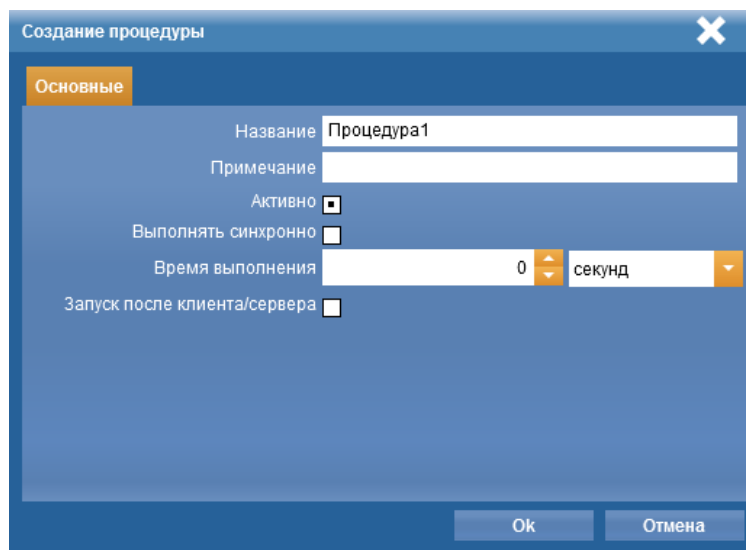 Создание процедуры
Основные
Название Процедура1
Примечание
Активно
Выполнять синхронно
Время выполнения 0 секунд
Запуск после клиента/сервера
Ok Отмена